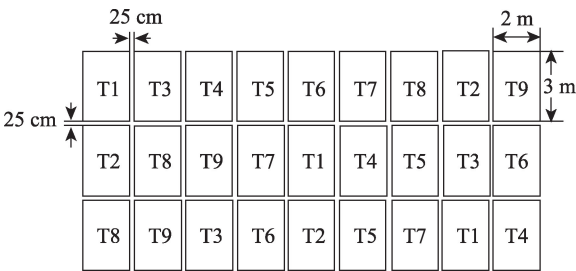 25 cm
2 m
T1 T3 T4 T5 T6 T7 T8 T2 T9
3 m
25 cm
T2 T8 T9 T7 T1 T4 T5 T3 T6
T8 T9 T3 T6 T2 T5 T7 T1 T4